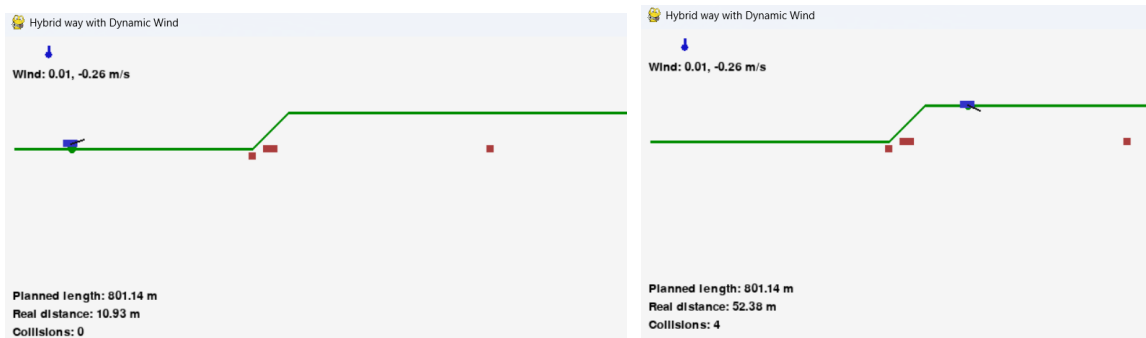 Hybrid way with Dynamic Wind
Wind: 0.01, -0.26 m/s
Planned length: 801.14 m
Real distance: 10.93 m
Collisions: 0
Hybrid way with Dynamic Wind
Wind: 0.01, -0.26 m/s
Planned length: 801.14 m
Real distance: 52.38 m
Collisions: 4